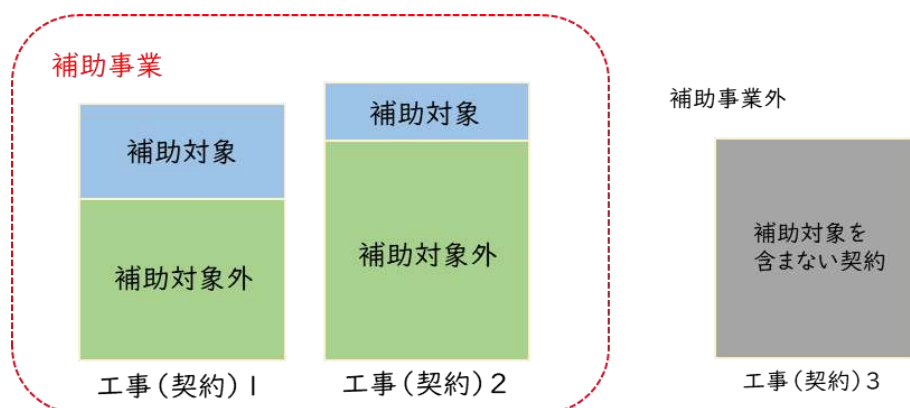 補助事業
補助対象
補助対象外
工事(契約)1
補助対象
補助対象外
工事(契約)2
補助事業外
補助対象を
含まない契約
工事(契約)3